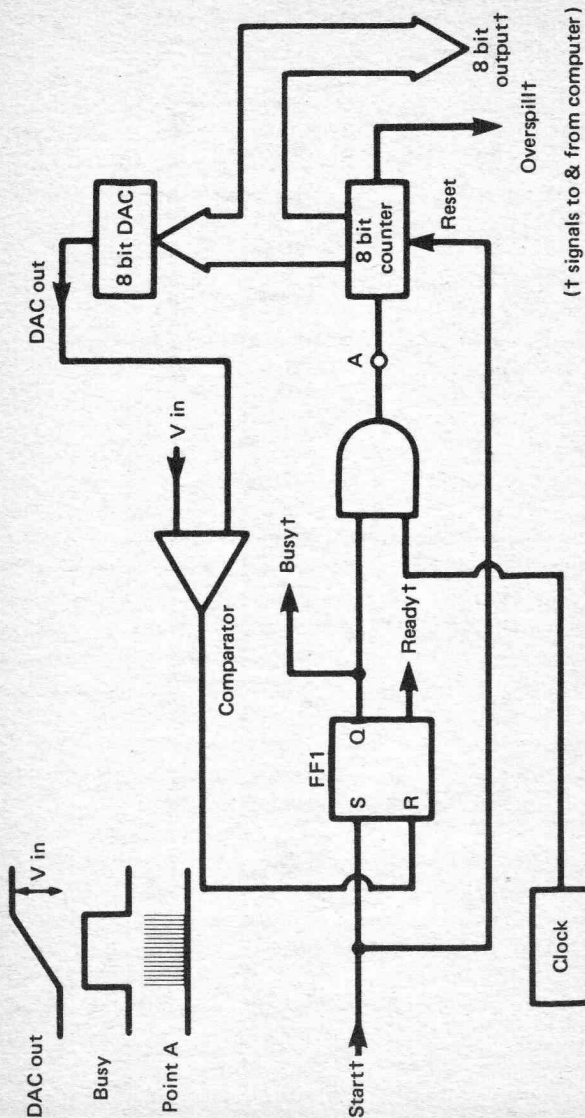 DAC out
V in
Busy
Point A
DAC out
8 bit DAC
V in
Comparator
Busy†
8 bit
output†
Start†
FF1
S
Q
R
Ready†
A
8 bit
counter
Overspill†
Reset
Clock
(† signals to & from computer)